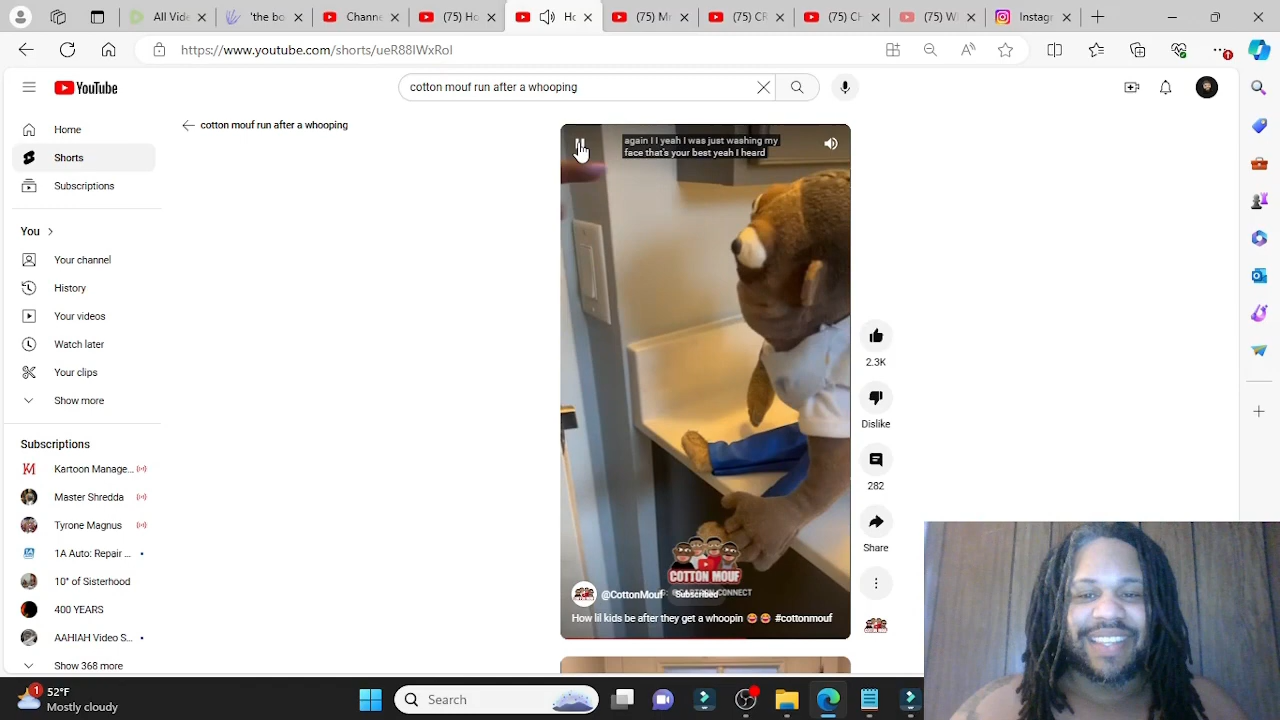 All Vide
'the bo
Channe
(75) Ho
Ho
(75) Mr
(75) CR
(75) CH
(75) W
Instagr
https://www.youtube.com/shorts/ueR88IWxRoI
YouTube
cotton mouf run after a whooping
Home
Shorts
Subscriptions
You
Your channel
History
Your videos
Watch later
Your clips
Show more
Subscriptions
Kartoon Manage...
Master Shredda
Tyrone Magnus
1A Auto: Repair ...
10° of Sisterhood
400 YEARS
AAHIAH Video S...
Show 368 more
cotton mouf run after a whooping
again I I yeah I was just washing my
face that's your best yeah I heard
COTTON MOUF
@CottonMouf Subscribed
How lil kids be after they get a whoopin 😂 😂 #cottonmouf
2.3K
Dislike
282
Share
1
52°F
Mostly cloudy
Search